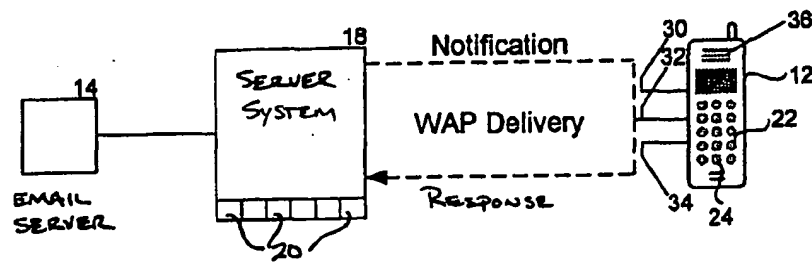 14
18
Notification
30
32
36
12
SERVER
SYSTEM
WAP Delivery
22
EMAIL
SERVER
20
RESPONSE
34
24